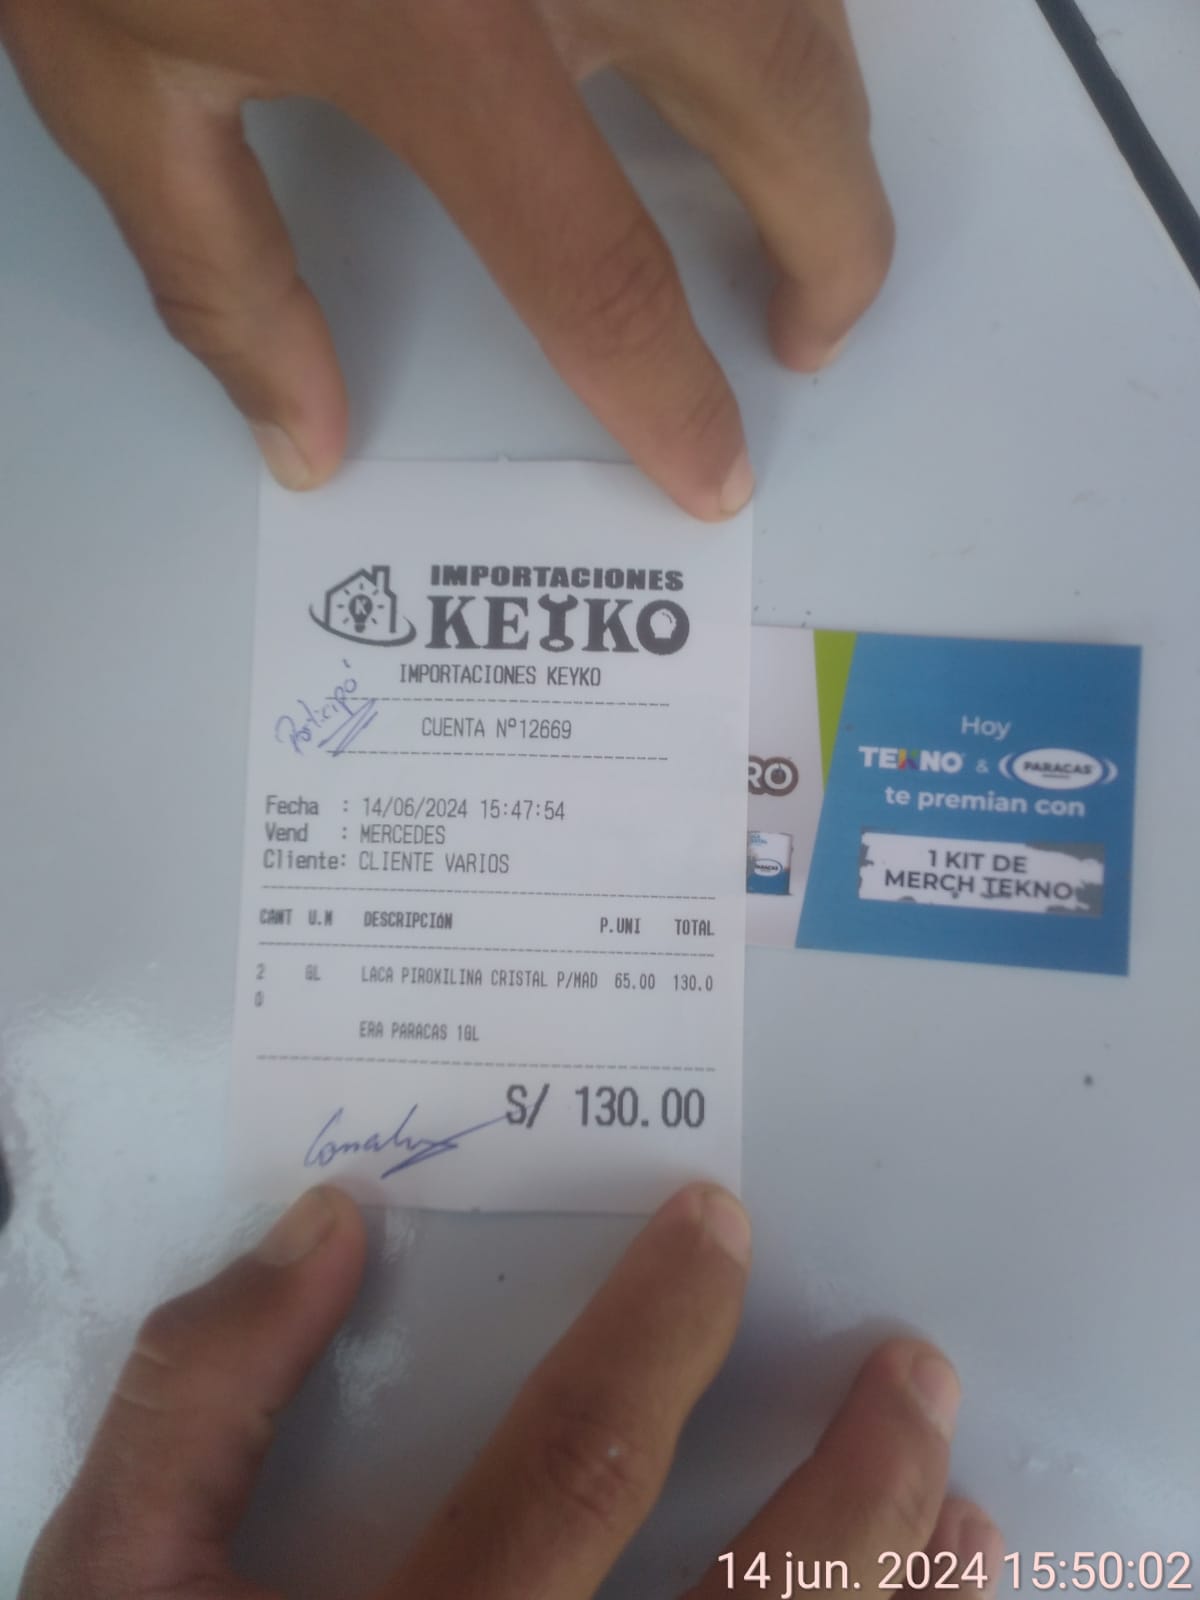 IMPORTACIONES
KEYKO
IMPORTACIONES KEYKO
Participó
CUENTA Nº12669
Fecha : 14/06/2024 15:47:54
Vend : MERCEDES
Cliente: CLIENTE VARIOS
CANT U.M DESCRIPCIÓN P.UNI TOTAL
2 GL LACA PIROXILINA CRISTAL P/MAD 65.00 130.0
0
ERA PARACAS 1GL
S/ 130.00
RO
PARACAS
Hoy
TEKNO & PARACAS
te premian con
1 KIT DE
MERCH TEKNO
14 jun. 2024 15:50:02